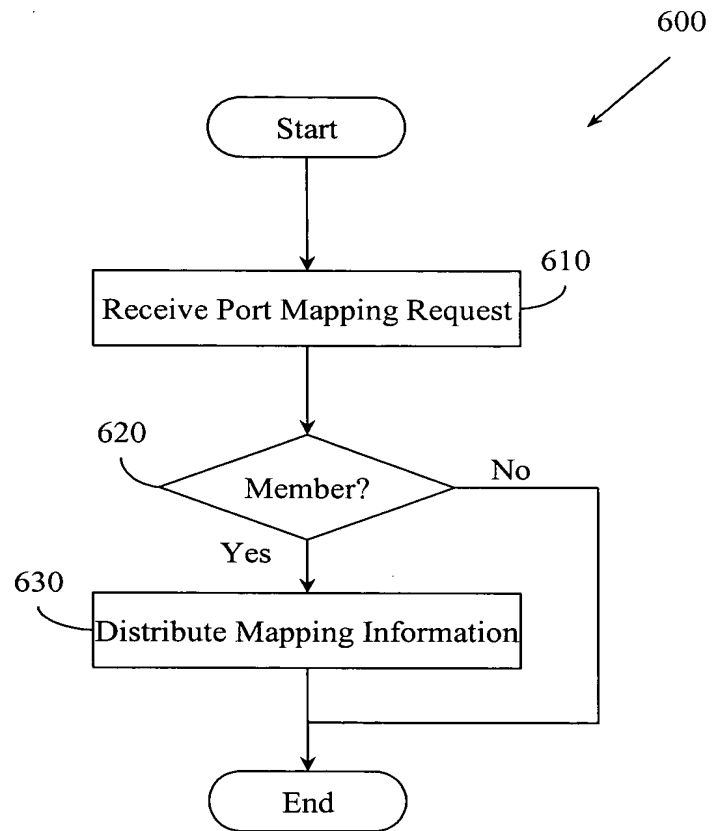 600
Start
610
Receive Port Mapping Request
620
Member?
No
Yes
630
Distribute Mapping Information
End